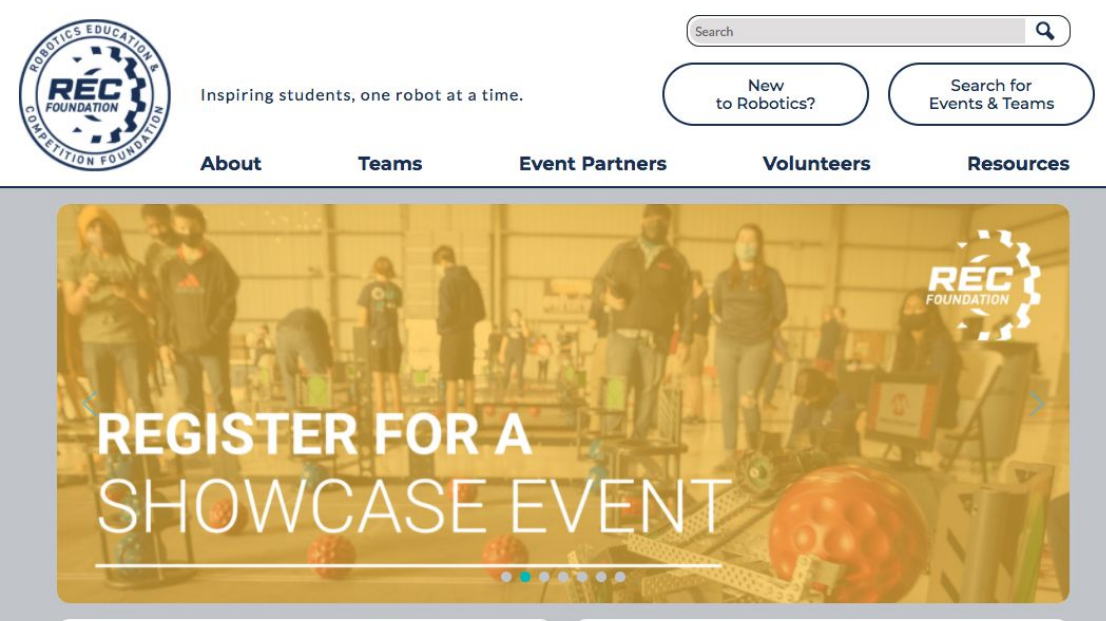 ROBOTICS EDUCATION &
COMPETITION FOUNDATION
REC
FOUNDATION
Inspiring students, one robot at a time.
Search
New
to Robotics?
Search for
Events & Teams
About
Teams
Event Partners
Volunteers
Resources
REC
FOUNDATION
REGISTER FOR A
SHOWCASE EVENT